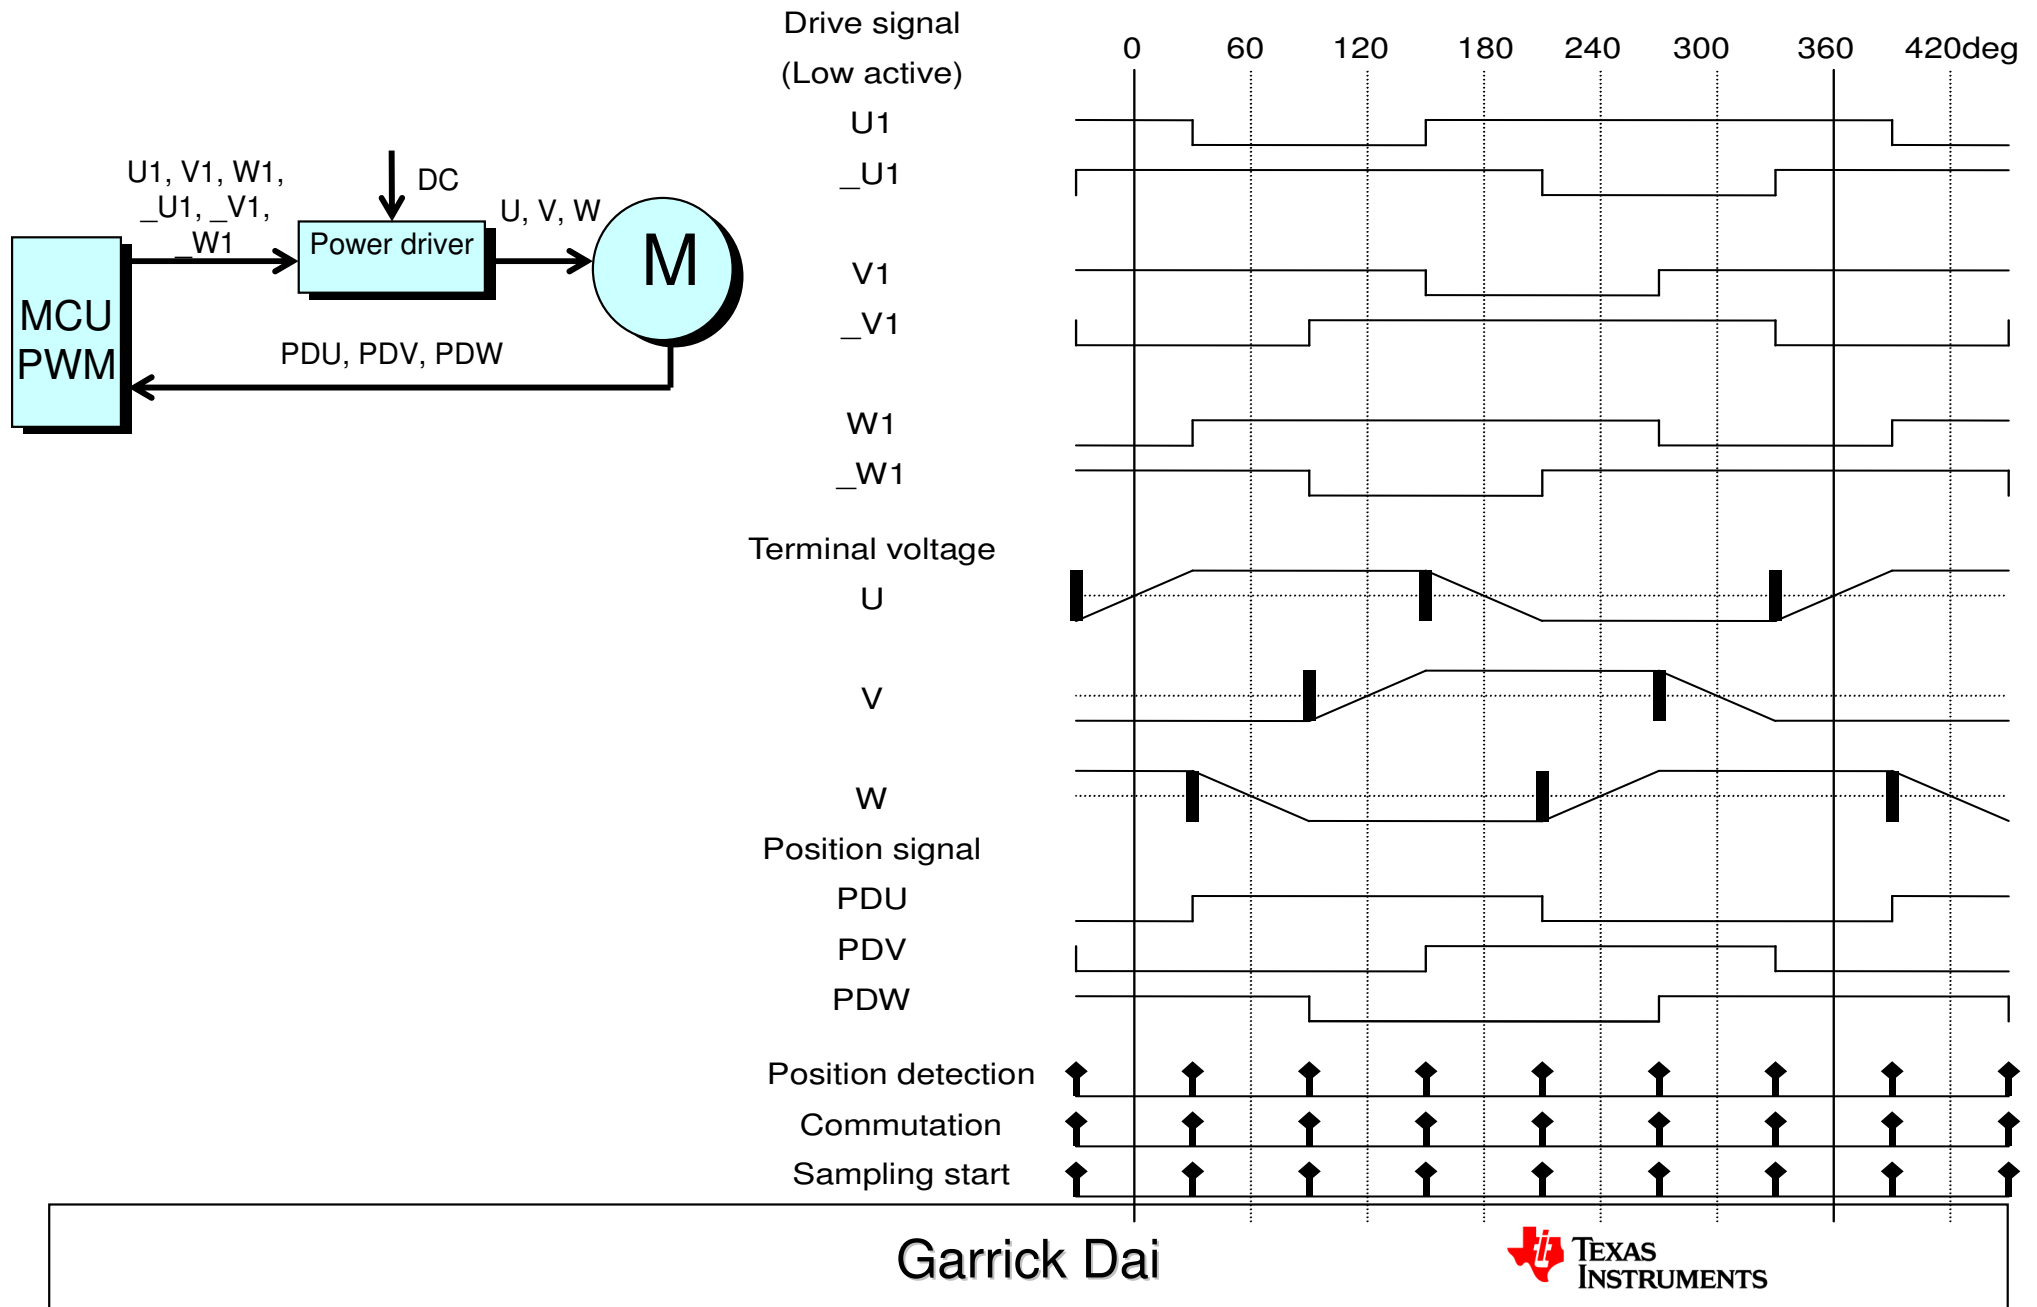 Drive signal
(Low active)
0 60 120 180 240 300 360 420deg
U1
_U1
V1
_V1
W1
_W1
U1, V1, W1,
_U1, _V1,
_W1
DC
U, V, W
Power driver
M
MCU
PWM
PDU, PDV, PDW
Terminal voltage
U
V
W
Position signal
PDU
PDV
PDW
Position detection
Commutation
Sampling start
Garrick Dai
TEXAS
INSTRUMENTS